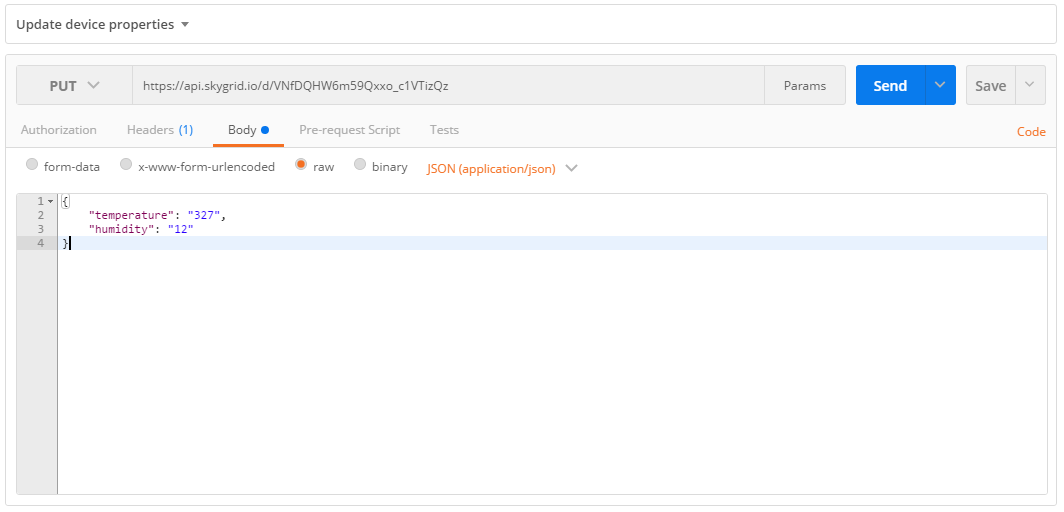 Update device properties
PUT https://api.skygrid.io/d/VNfDQHW6m59Qxxo_c1VTizQz Params Send Save
Authorization Headers (1) Body Pre-request Script Tests Code
form-data x-www-form-urlencoded raw binary JSON (application/json)
1 {
2 "temperature": "327",
3 "humidity": "12"
4 }